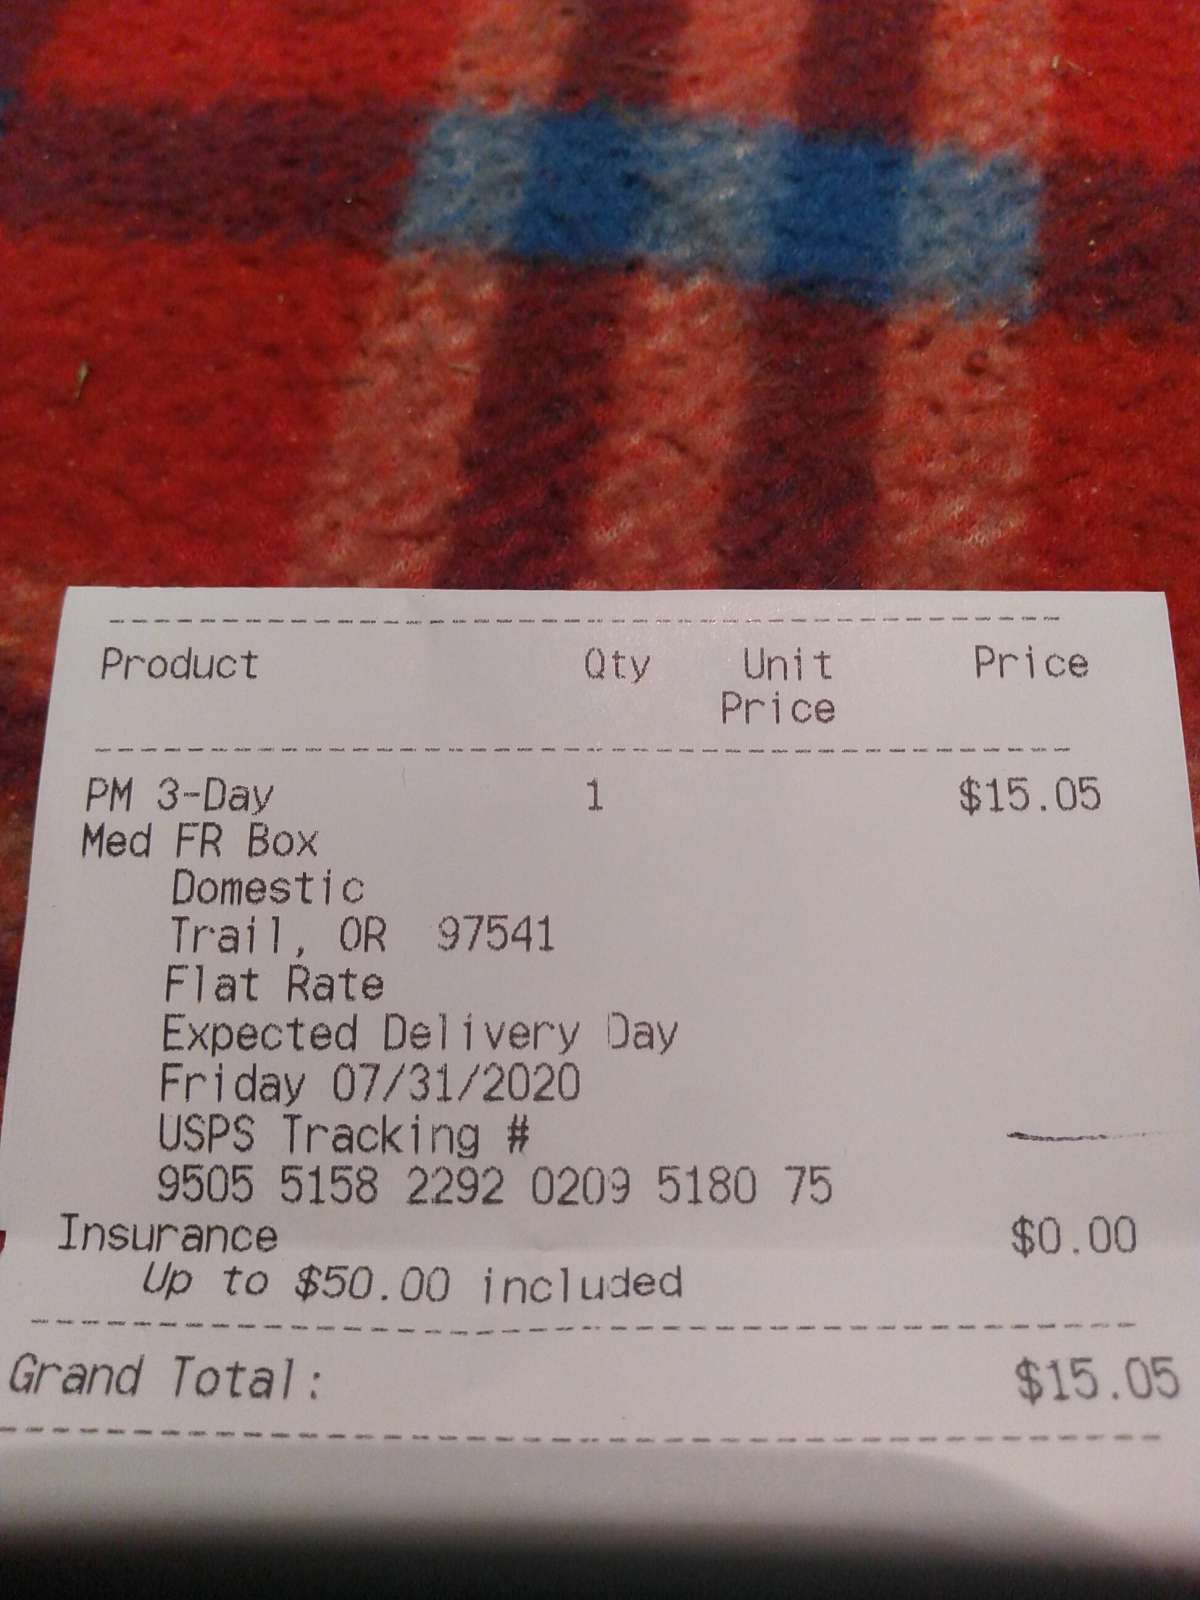 Product Qty Unit Price
Price
PM 3-Day 1 $15.05
Med FR Box
Domestic
Trail, OR 97541
Flat Rate
Expected Delivery Day
Friday 07/31/2020
USPS Tracking #
9505 5158 2292 0209 5180 75
Insurance $0.00
Up to $50.00 included
Grand Total: $15.05